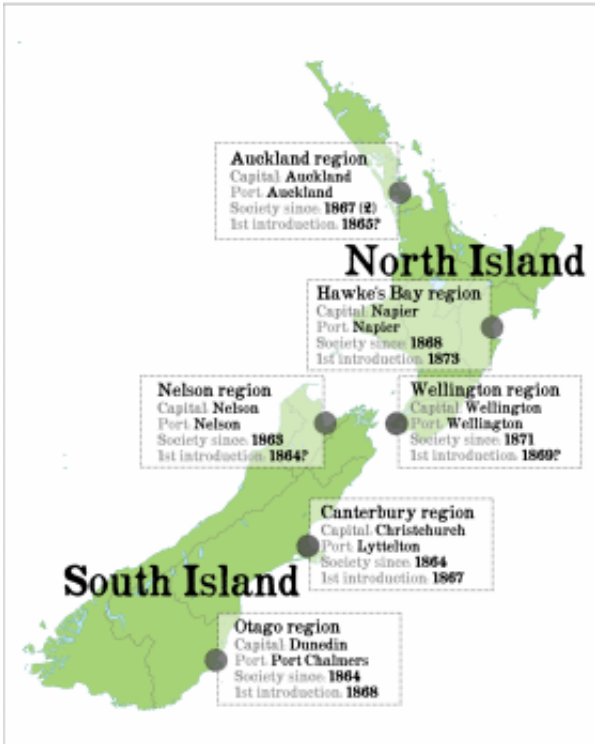 Auckland region
Capital: Auckland
Port: Auckland
Society since: 1867 (2)
1st introduction: 1865?
North Island
Hawke's Bay region
Capital: Napier
Port: Napier
Society since: 1868
1st introduction: 1873
Nelson region
Capital: Nelson
Port: Nelson
Society since: 1863
1st introduction: 1864?
Wellington region
Capital: Wellington
Port: Wellington
Society since: 1871
1st introduction: 1869?
Canterbury region
Capital: Christchurch
Port: Lyttelton
Society since: 1864
1st introduction: 1867
South Island
Otago region
Capital: Dunedin
Port: Port Chalmers
Society since: 1864
1st introduction: 1868